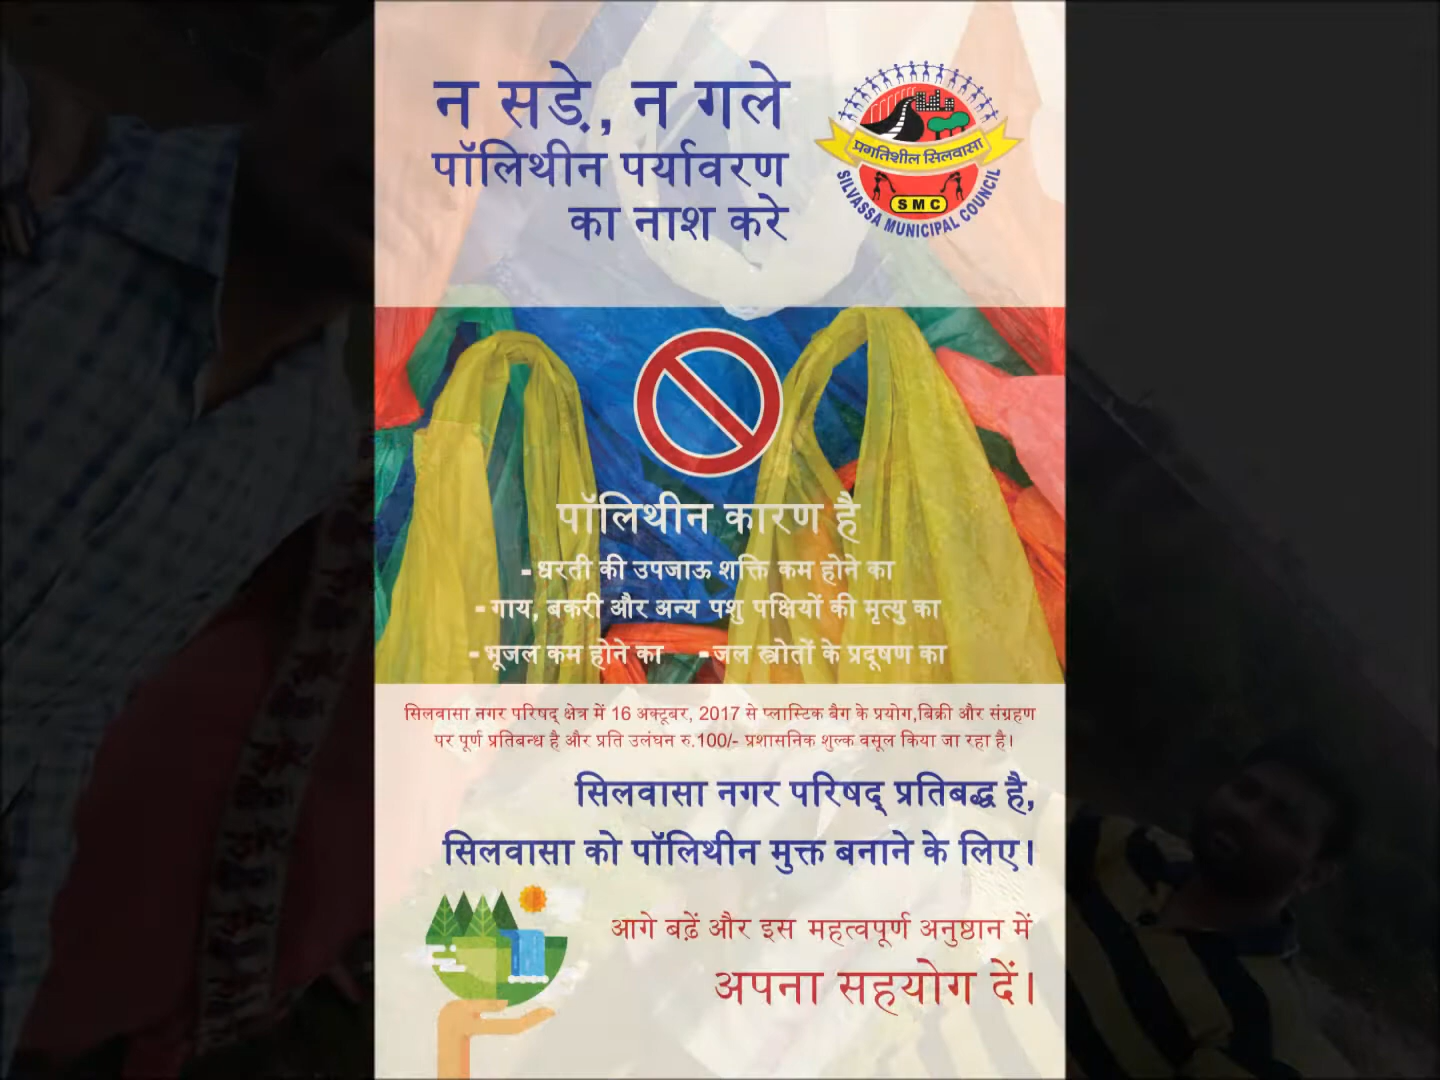 न सड़े, न गले
पॉलिथीन पर्यावरण
का नाश करे
प्रगतिशील सिलवासा
SMC
SILVASSA MUNICIPAL COUNCIL
पॉलिथीन कारण है
- धरती की उपजाऊ शक्ति कम होने का
- गाय, बकरी और अन्य पशु पक्षियों की मृत्यु का
- भूजल कम होने का - जल स्त्रोतों के प्रदूषण का
सिलवासा नगर परिषद् क्षेत्र में 16 अक्टूबर, 2017 से प्लास्टिक बैग के प्रयोग,बिक्री और संग्रहण
पर पूर्ण प्रतिबन्ध है और प्रति उलंघन रु.100/- प्रशासनिक शुल्क वसूल किया जा रहा है।
सिलवासा नगर परिषद् प्रतिबद्ध है,
सिलवासा को पॉलिथीन मुक्त बनाने के लिए।
आगे बढ़ें और इस महत्वपूर्ण अनुष्ठान में
अपना सहयोग दें।